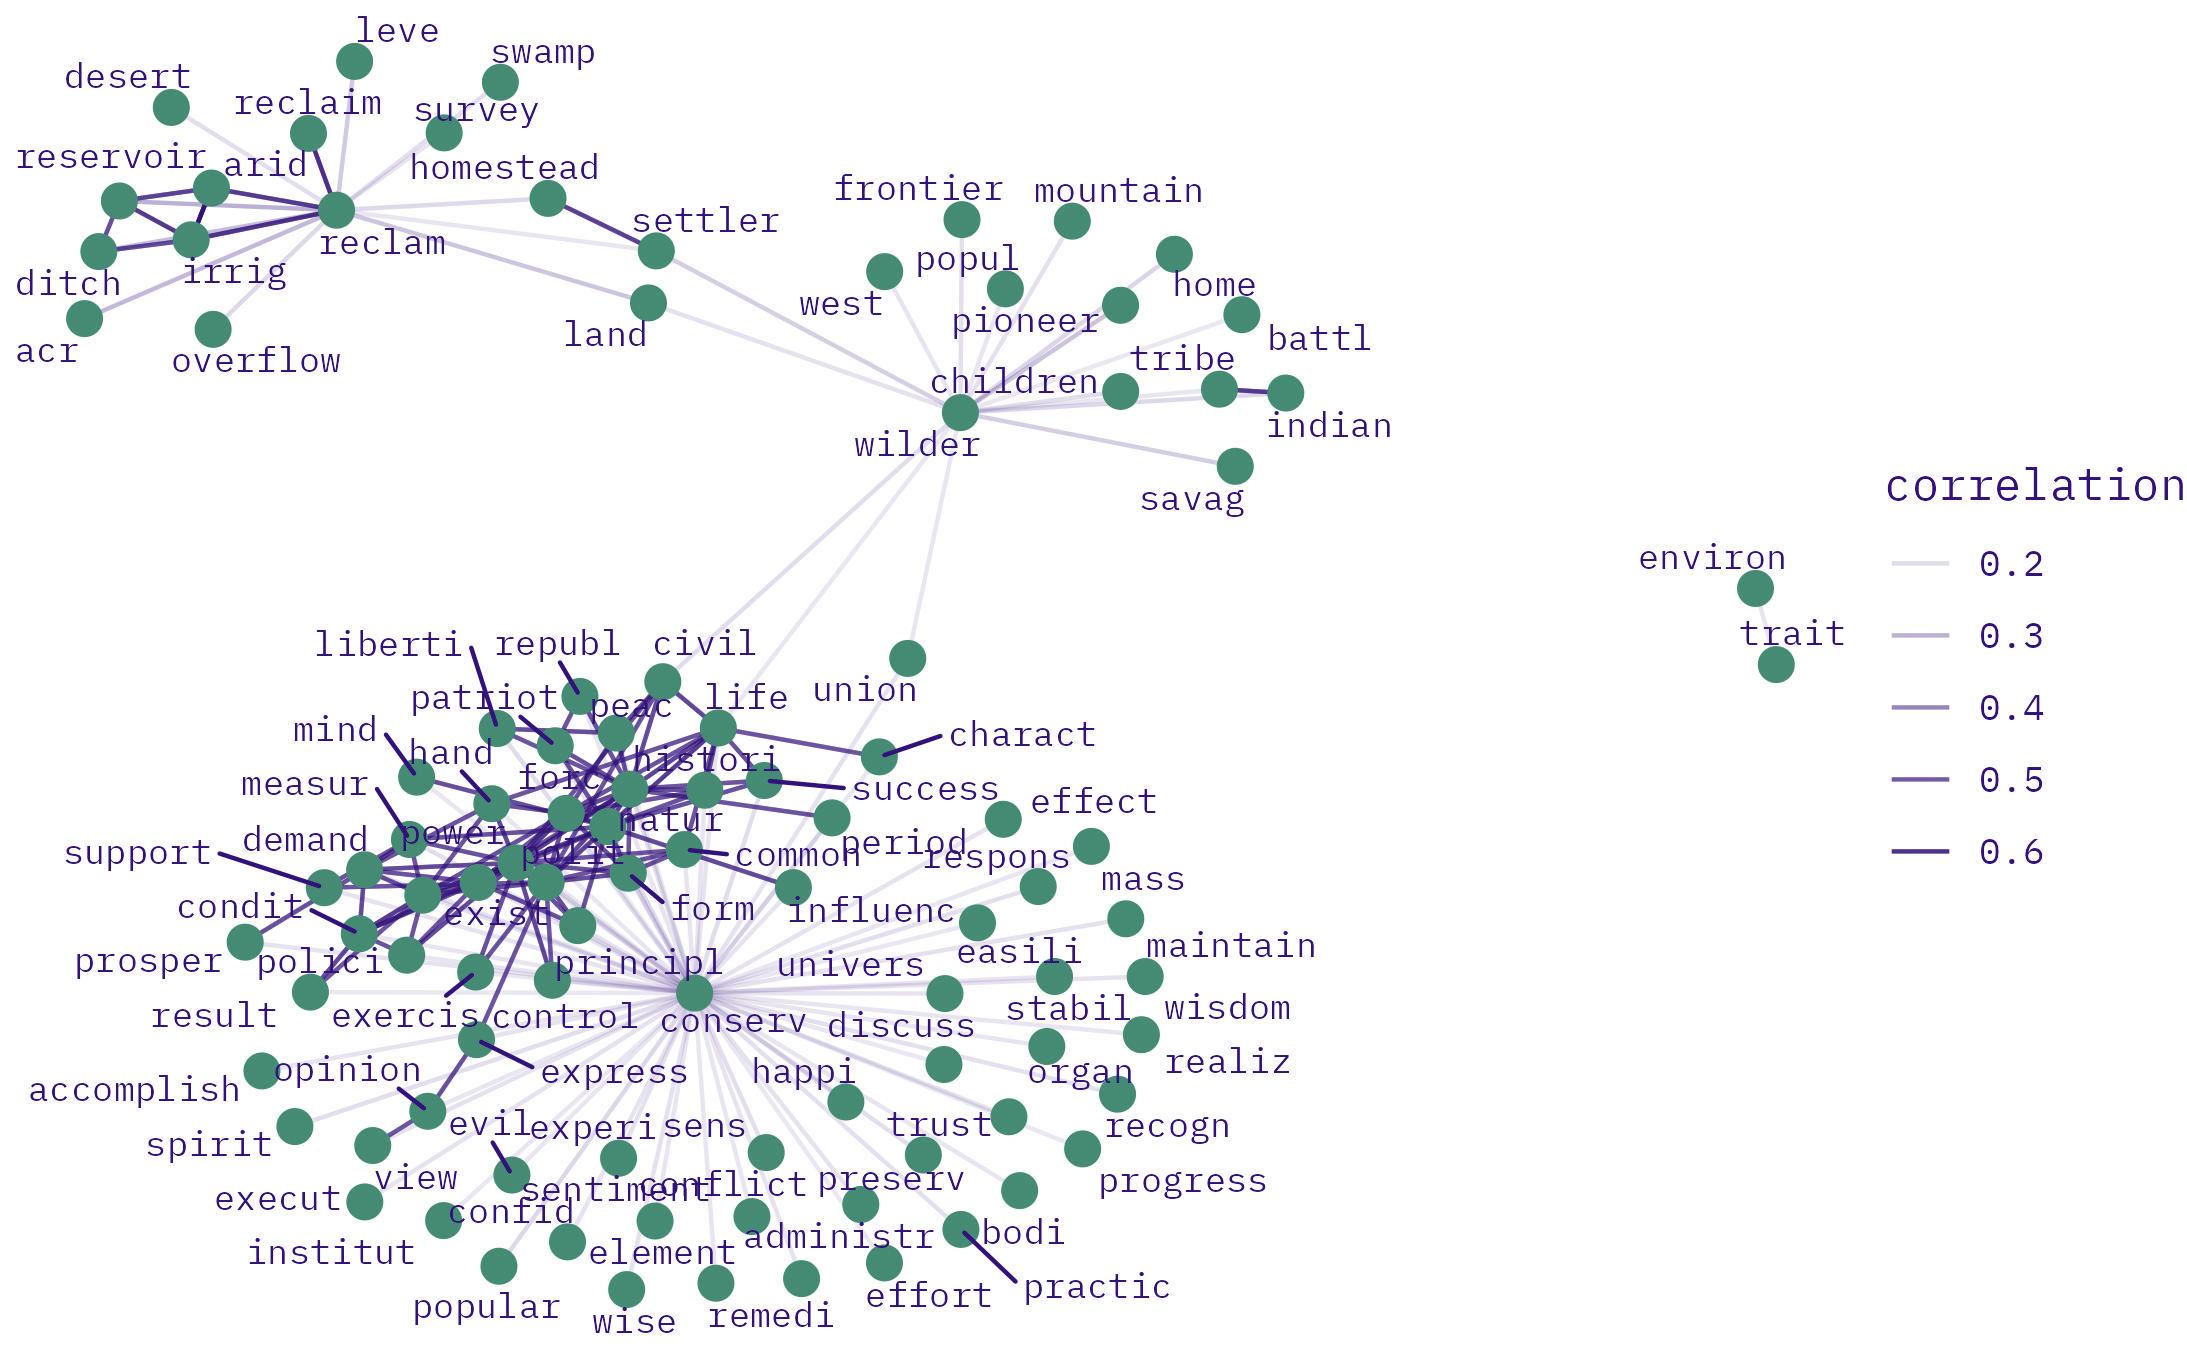 leve
swamp
desert
reclaim
survey
reservoir
arid
homestead
settler
reclam
irrig
ditch
acr
overflow
land
frontier
mountain
popul
home
west
pioneer
battl
tribe
children
indian
wilder
savag
correlation
0.2
0.3
0.4
0.5
0.6
environ
trait
liberti
republ
civil
patriot
peac
life
union
mind
hand
charact
measur
forc
histori
success
effect
support
demand
power
natur
polit
common
period
respons
mass
condit
exist
form
influenc
prosper
polici
principl
univers
easili
maintain
result
exercis
control
conserv
discuss
stabil
wisdom
accomplish
opinion
express
happi
organ
realiz
spirit
evil
experi
sens
trust
recogn
view
execut
sentiment
conflict
preserv
progress
confid
institut
element
administr
bodi
popular
wise
remedi
effort
practic